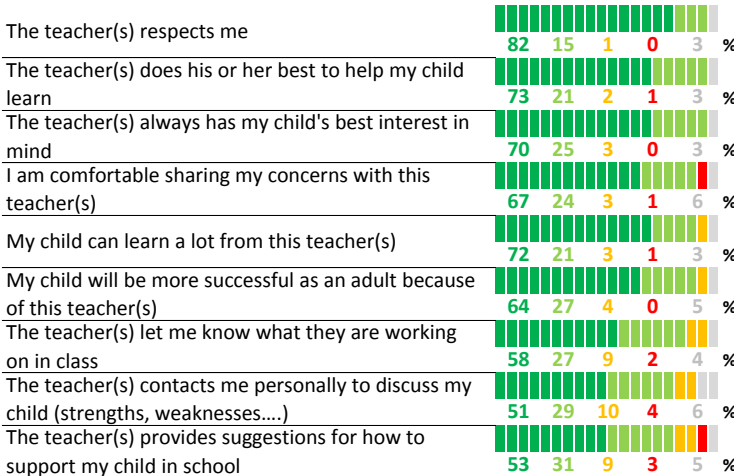 The teacher(s) respects me
82 15 1 0 3 %
The teacher(s) does his or her best to help my child
learn
73 21 2 1 3 %
The teacher(s) always has my child's best interest in
mind
70 25 3 0 3 %
I am comfortable sharing my concerns with this
teacher(s)
67 24 3 1 6 %
My child can learn a lot from this teacher(s)
72 21 3 1 3 %
My child will be more successful as an adult because
of this teacher(s)
64 27 4 0 5 %
The teacher(s) let me know what they are working
on in class
58 27 9 2 4 %
The teacher(s) contacts me personally to discuss my
child (strengths, weaknesses....)
51 29 10 4 6 %
The teacher(s) provides suggestions for how to
support my child in school
53 31 9 3 5 %